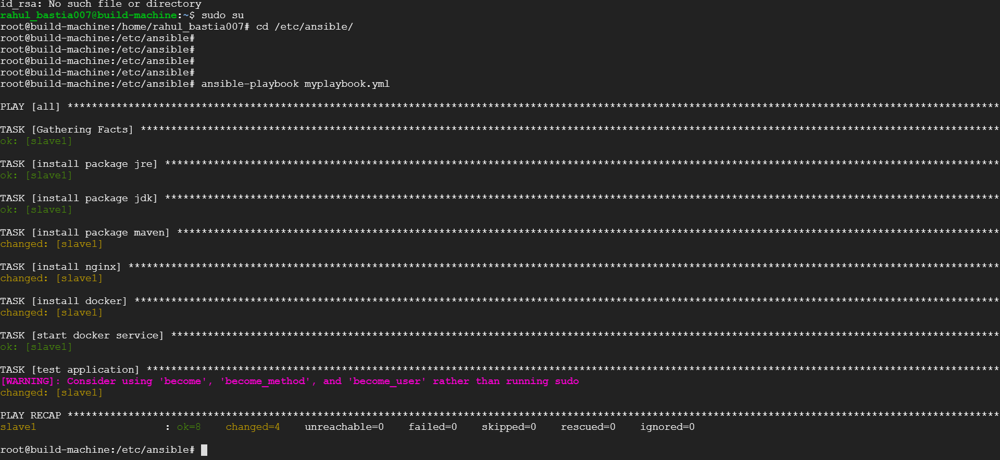 id_rsa: No such file or directory
rahul_bastia007@build-machine:~$ sudo su
root@build-machine:/home/rahul_bastia007# cd /etc/ansible/
root@build-machine:/etc/ansible#
root@build-machine:/etc/ansible#
root@build-machine:/etc/ansible#
root@build-machine:/etc/ansible#
root@build-machine:/etc/ansible# ansible-playbook myplaybook.yml
PLAY [all] *********************************************************************************************************************************************************
TASK [Gathering Facts] *********************************************************************************************************************************************
ok: [slave1]
TASK [install package jre] *****************************************************************************************************************************************
ok: [slave1]
TASK [install package jdk] *****************************************************************************************************************************************
ok: [slave1]
TASK [install package maven] ***************************************************************************************************************************************
changed: [slave1]
TASK [install nginx] ***********************************************************************************************************************************************
changed: [slave1]
TASK [install docker] **********************************************************************************************************************************************
changed: [slave1]
TASK [start docker service] ****************************************************************************************************************************************
ok: [slave1]
TASK [test application] ********************************************************************************************************************************************
[WARNING]: Consider using 'become', 'become_method', and 'become_user' rather than running sudo
changed: [slave1]
PLAY RECAP *********************************************************************************************************************************************************
slave1 : ok=8 changed=4 unreachable=0 failed=0 skipped=0 rescued=0 ignored=0
root@build-machine:/etc/ansible#